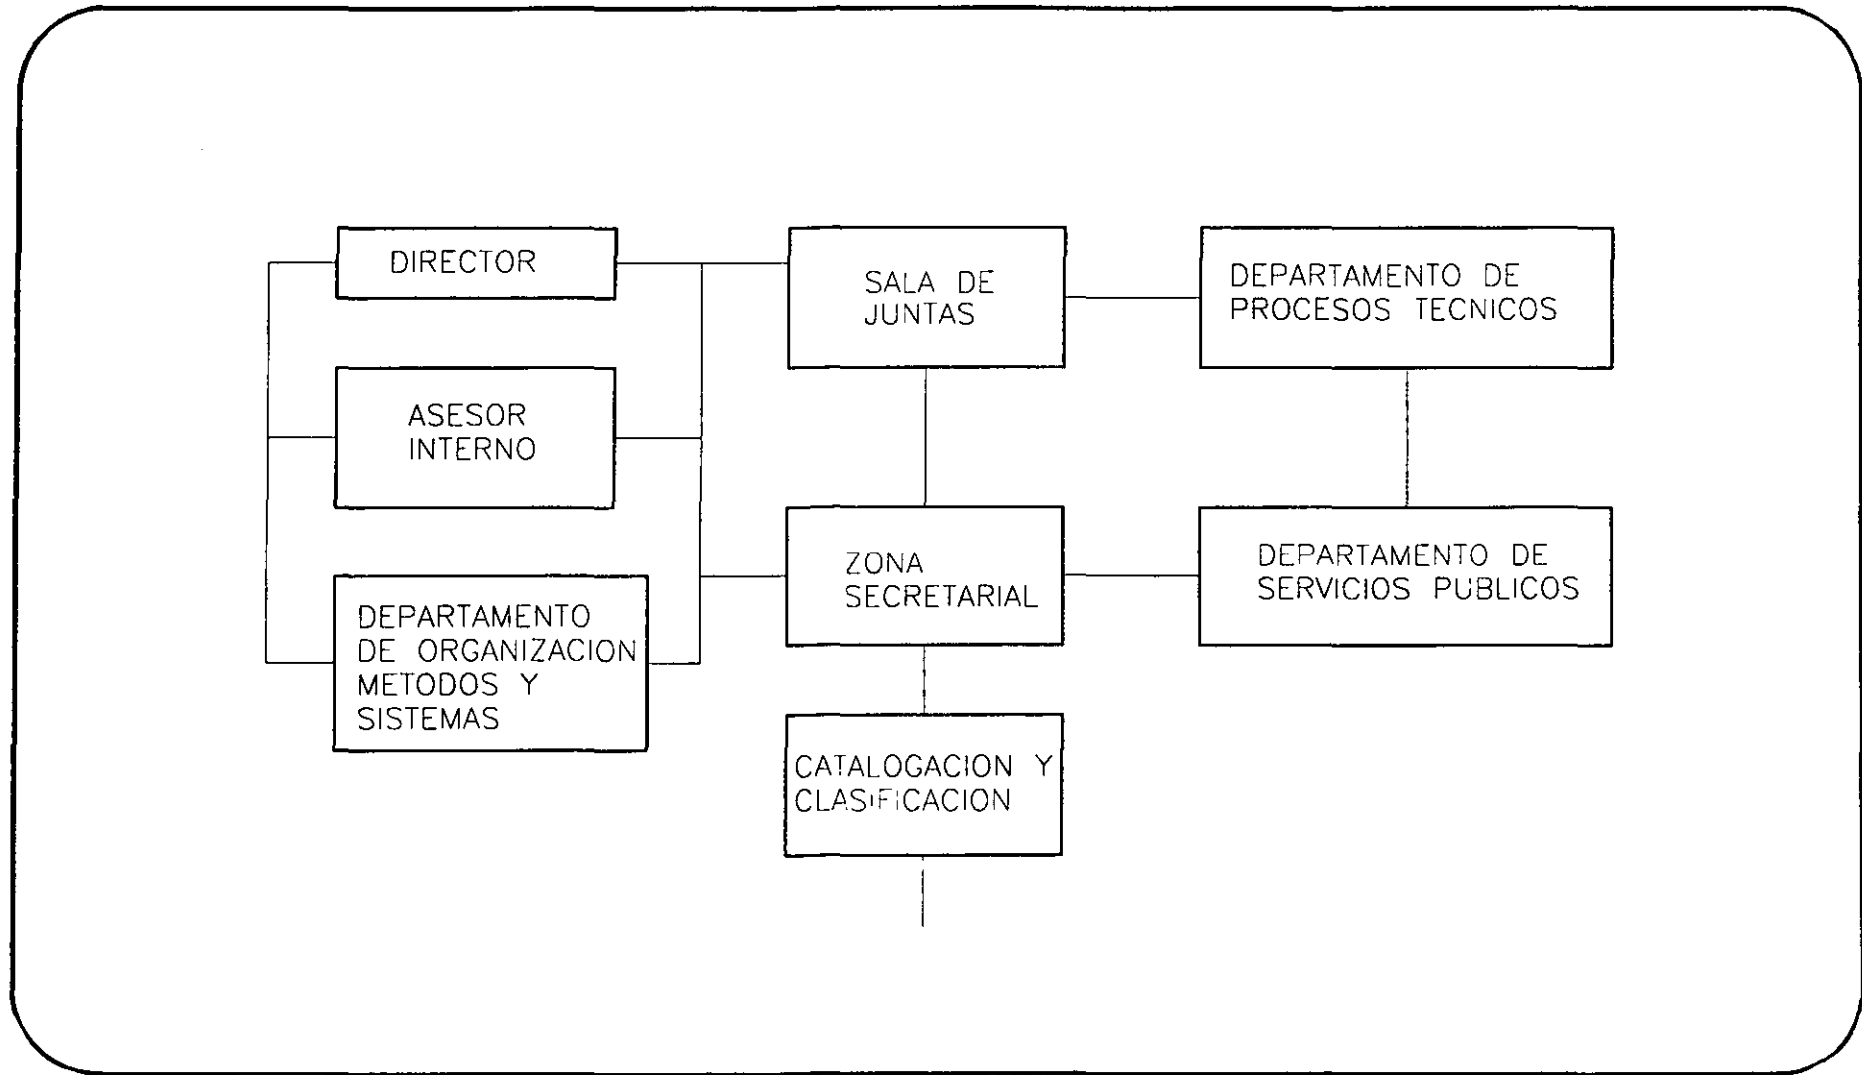 DIRECTOR
ASESOR
INTERNO
DEPARTAMENTO
DE ORGANIZACION
METODOS Y
SISTEMAS
SALA DE
JUNTAS
ZONA
SECRETARIAL
CATALOGACION Y
CLASIFICACION
DEPARTAMENTO DE
PROCESOS TECNICOS
DEPARTAMENTO DE
SERVICIOS PUBLICOS